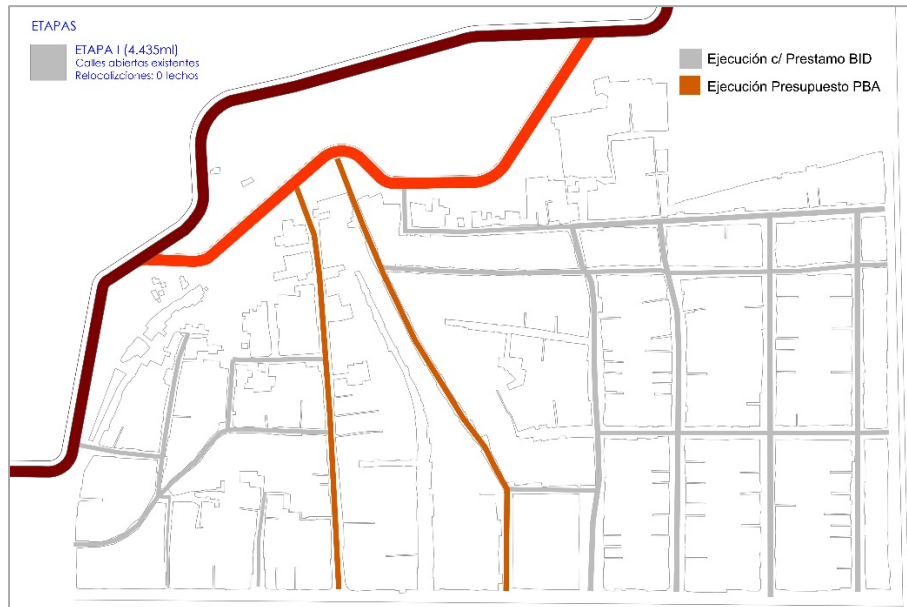 ETAPAS
ETAPA I (4.435ml)
Calles abiertas existentes
Relocalizciones: 0 lechos
Ejecución c/ Prestamo BID
Ejecución Presupuesto PBA